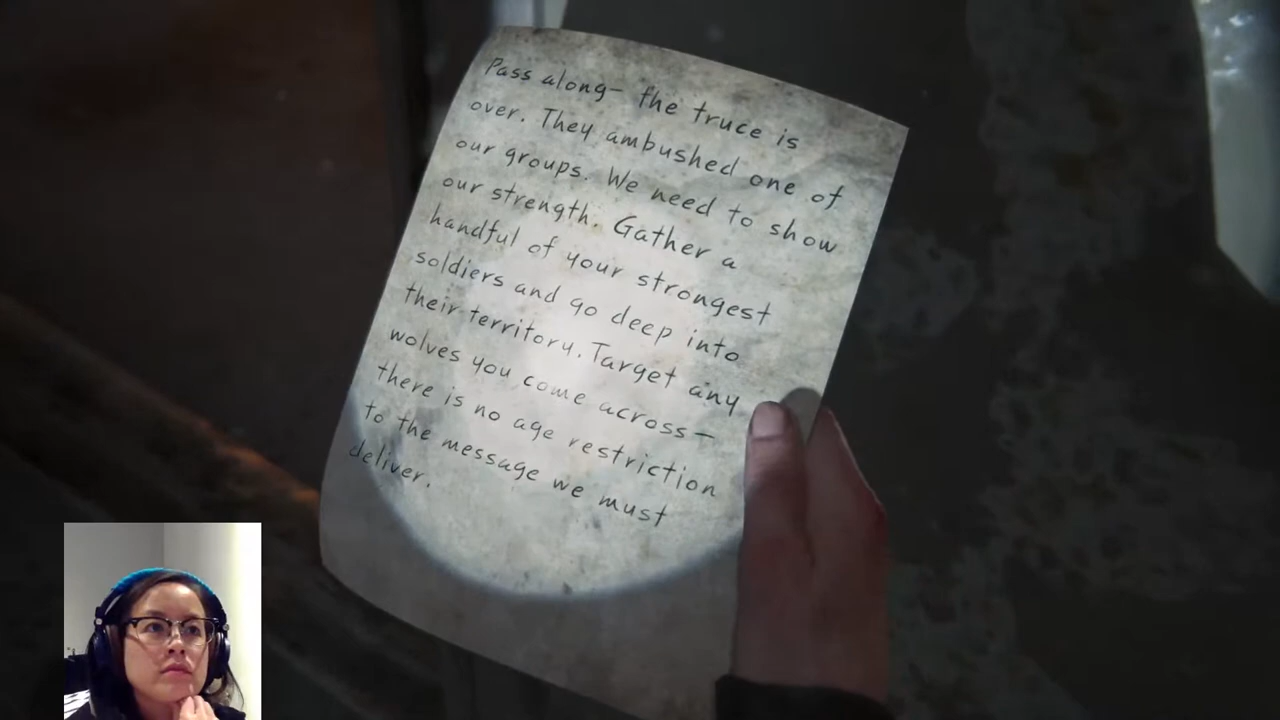 Pass along— the truce is
over. They ambushed one of
our groups. We need to show
our strength. Gather a
handful of your strongest
soldiers and go deep into
their territory. Target any
wolves you come across—
there is no age restriction
to the message we must
deliver.